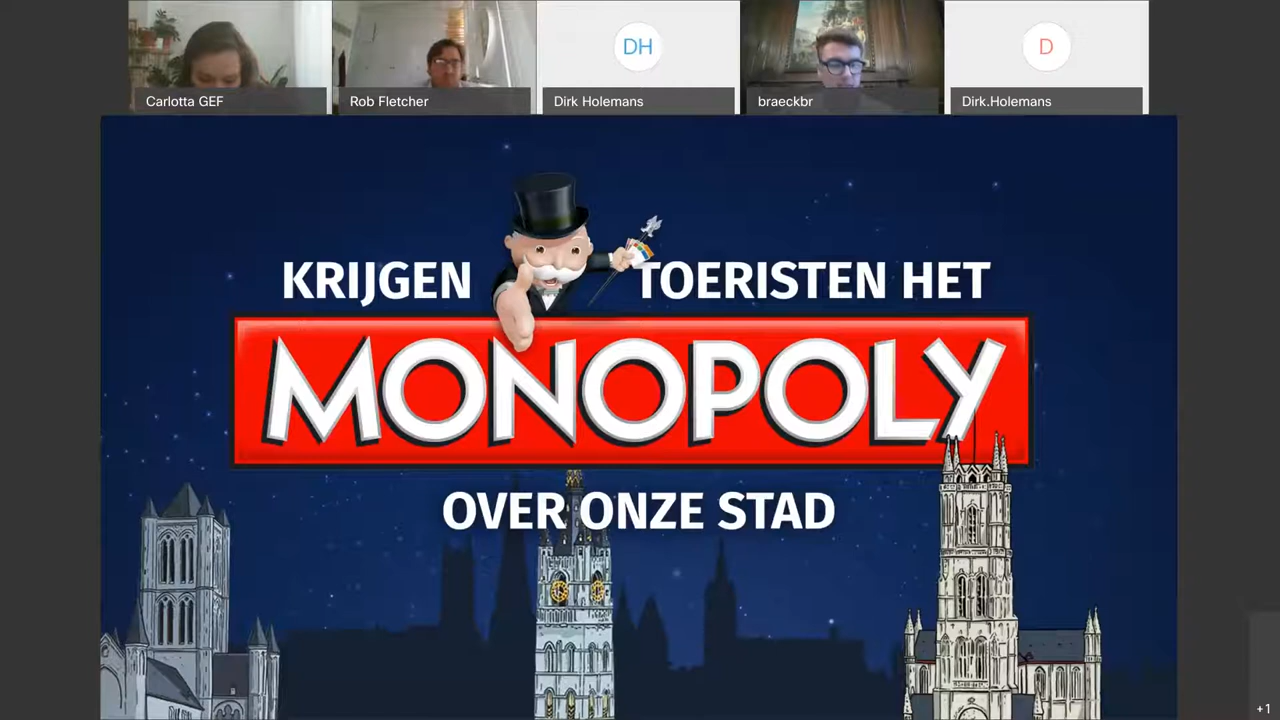 DH
D
Carlotta GEF
Rob Fletcher
Dirk Holemans
braeckbr
Dirk.Holemans
KRIJGEN TOERISTEN HET
MONOPOLY
OVER ONZE STAD
+1